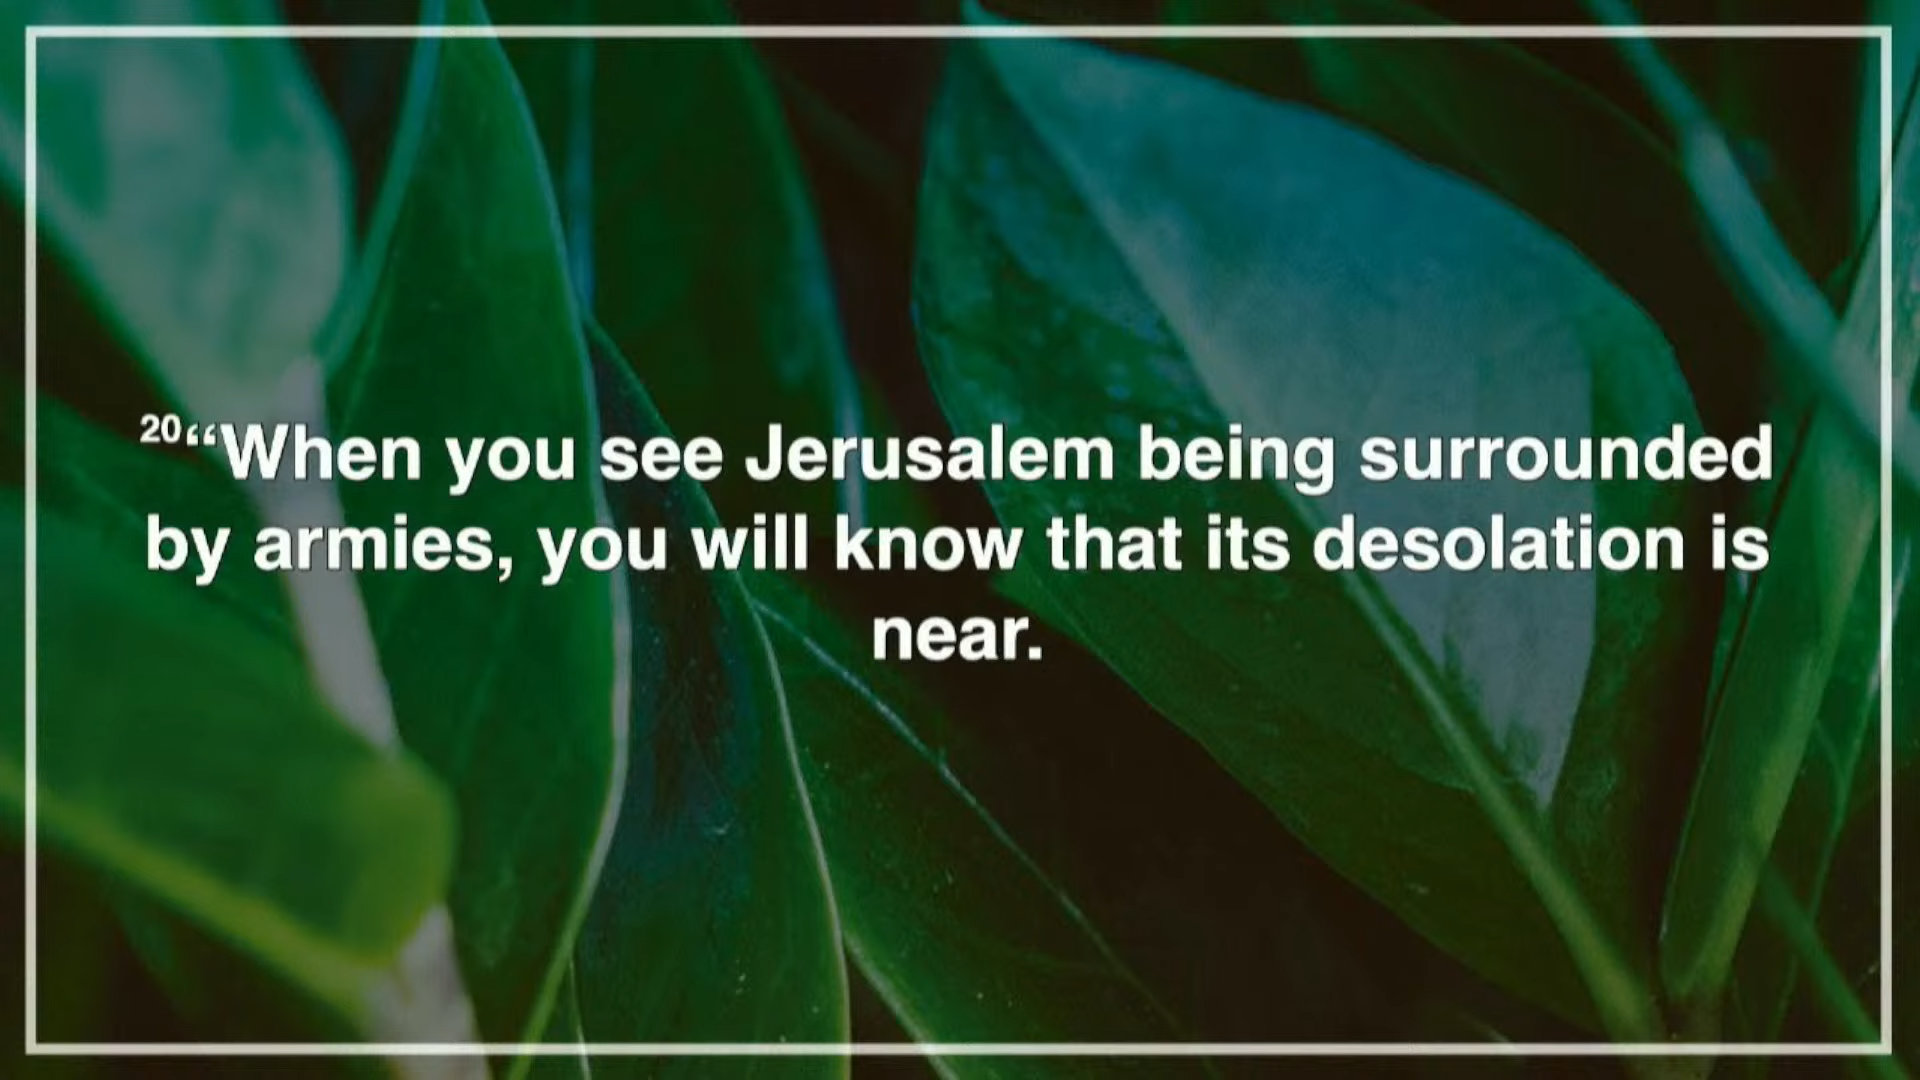 20“When you see Jerusalem being surrounded
by armies, you will know that its desolation is
near.